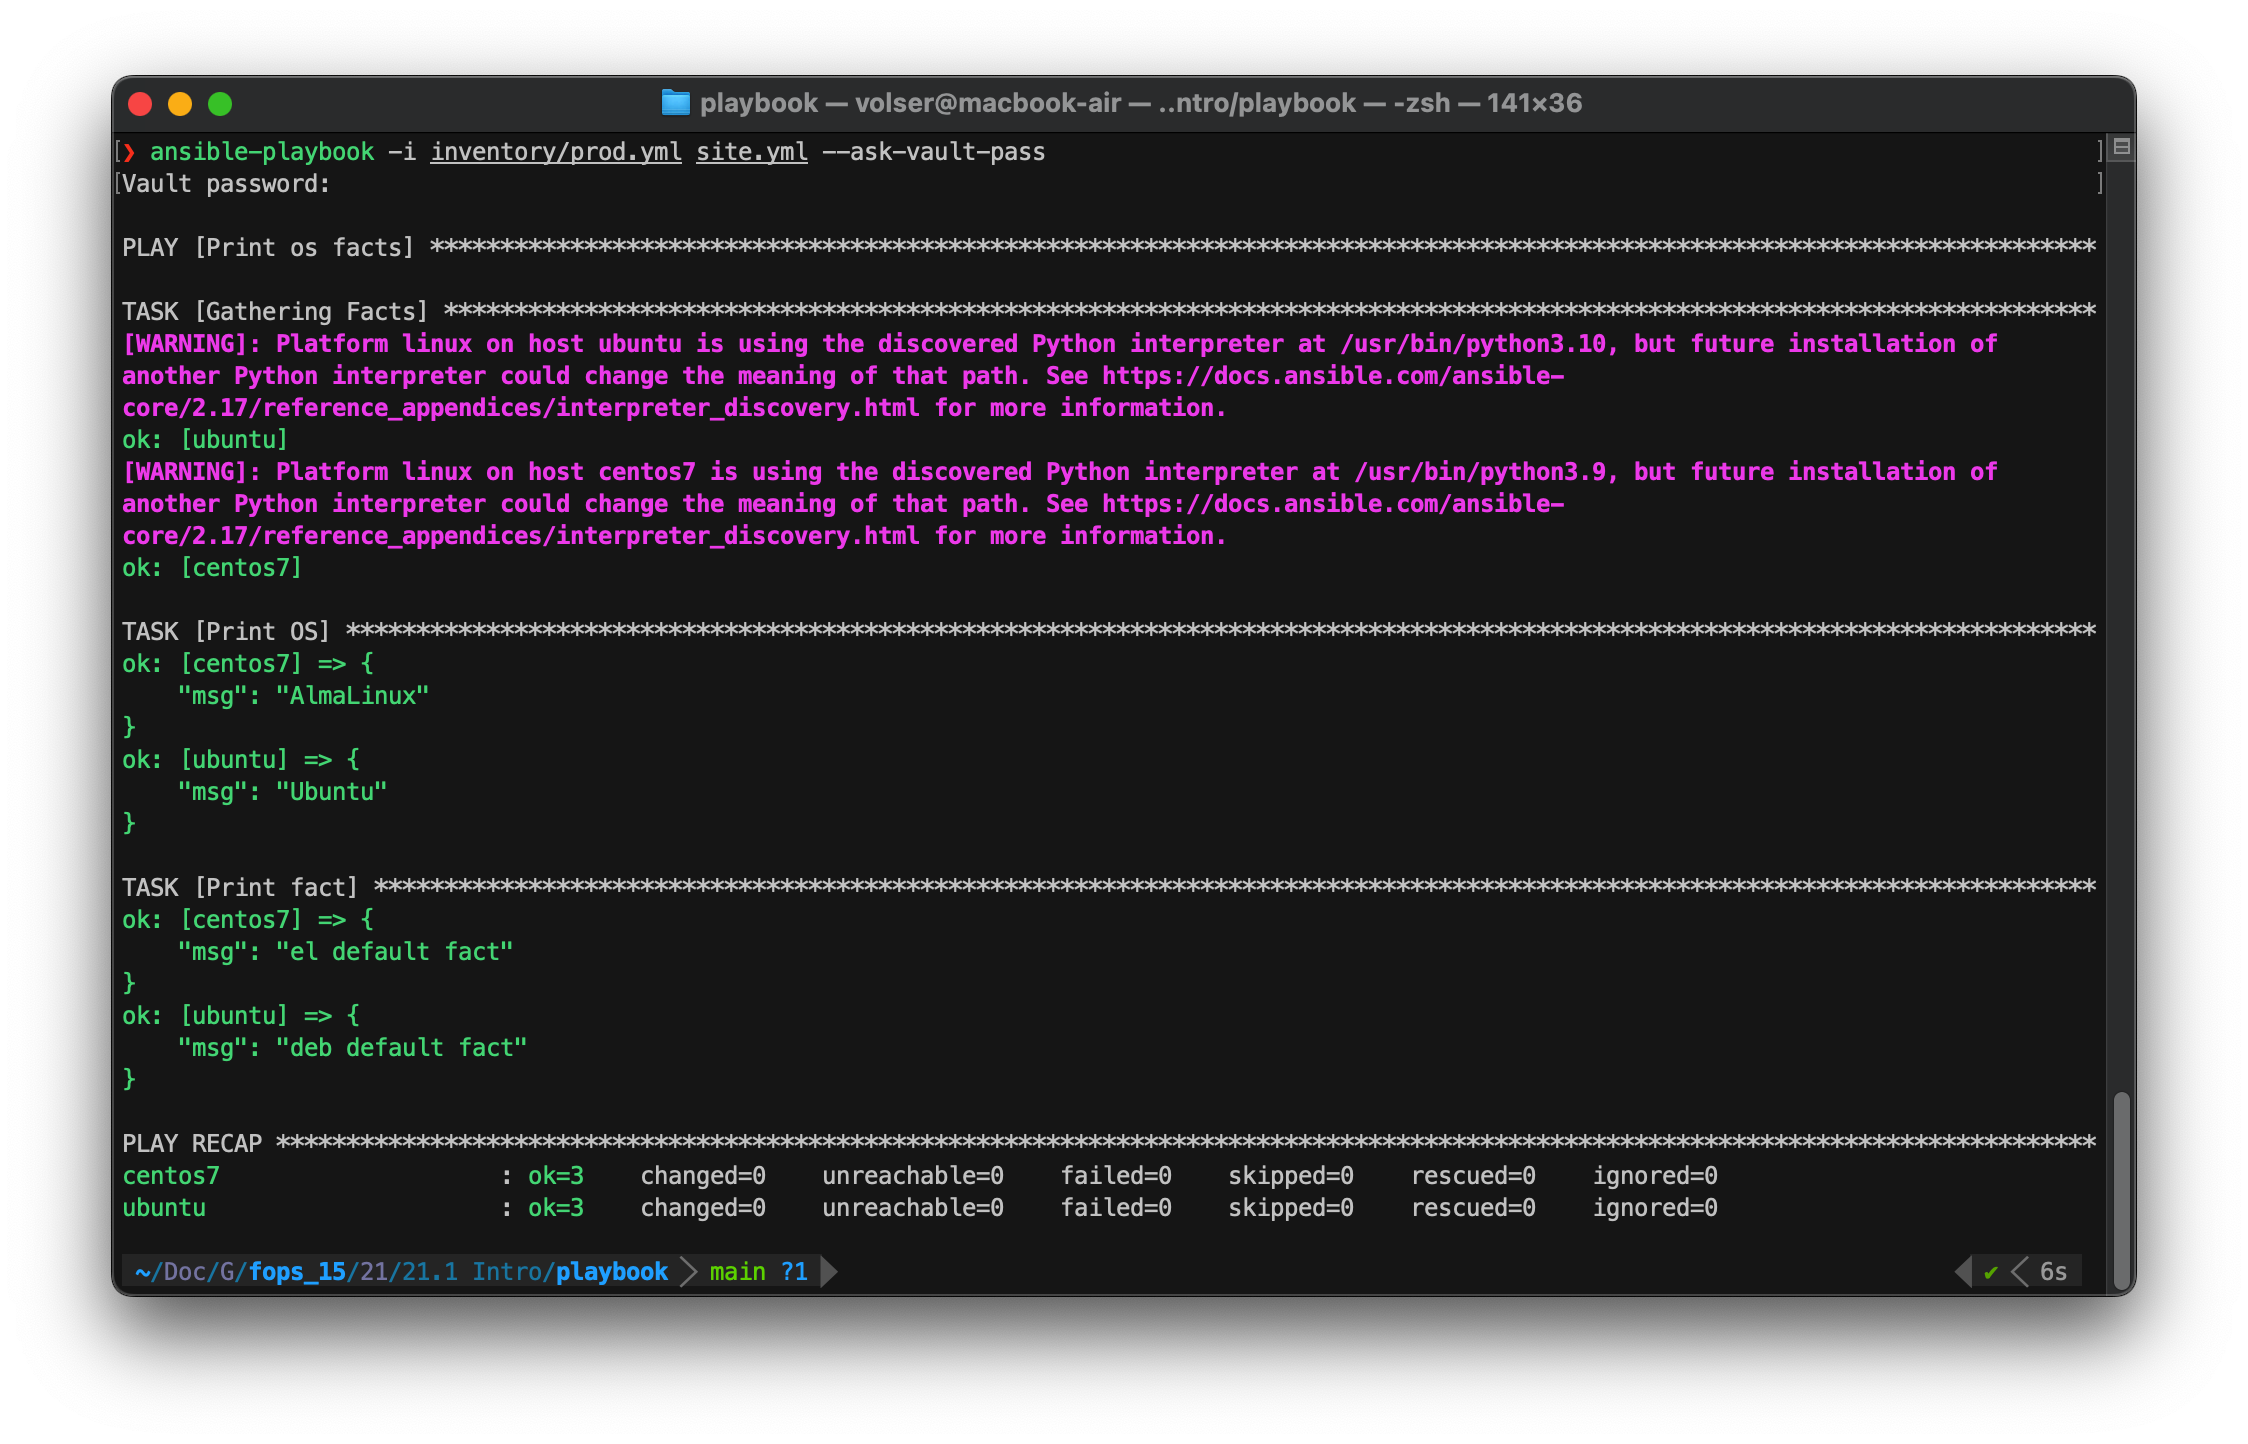 playbook — volser@macbook-air — ..ntro/playbook — -zsh — 141×36
[❯ ansible-playbook -i inventory/prod.yml site.yml --ask-vault-pass ]
[Vault password: ]
PLAY [Print os facts] ***********************************************************************************************************************
TASK [Gathering Facts] **********************************************************************************************************************
[WARNING]: Platform linux on host ubuntu is using the discovered Python interpreter at /usr/bin/python3.10, but future installation of
another Python interpreter could change the meaning of that path. See https://docs.ansible.com/ansible-
core/2.17/reference_appendices/interpreter_discovery.html for more information.
ok: [ubuntu]
[WARNING]: Platform linux on host centos7 is using the discovered Python interpreter at /usr/bin/python3.9, but future installation of
another Python interpreter could change the meaning of that path. See https://docs.ansible.com/ansible-
core/2.17/reference_appendices/interpreter_discovery.html for more information.
ok: [centos7]
TASK [Print OS] *****************************************************************************************************************************
ok: [centos7] => {
    "msg": "AlmaLinux"
}
ok: [ubuntu] => {
    "msg": "Ubuntu"
}
TASK [Print fact] ***************************************************************************************************************************
ok: [centos7] => {
    "msg": "el default fact"
}
ok: [ubuntu] => {
    "msg": "deb default fact"
}
PLAY RECAP **********************************************************************************************************************************
centos7                    : ok=3    changed=0    unreachable=0    failed=0    skipped=0    rescued=0    ignored=0
ubuntu                     : ok=3    changed=0    unreachable=0    failed=0    skipped=0    rescued=0    ignored=0
~/Doc/G/fops_15/21/21.1 Intro/playbook main ?1 ✔ 6s